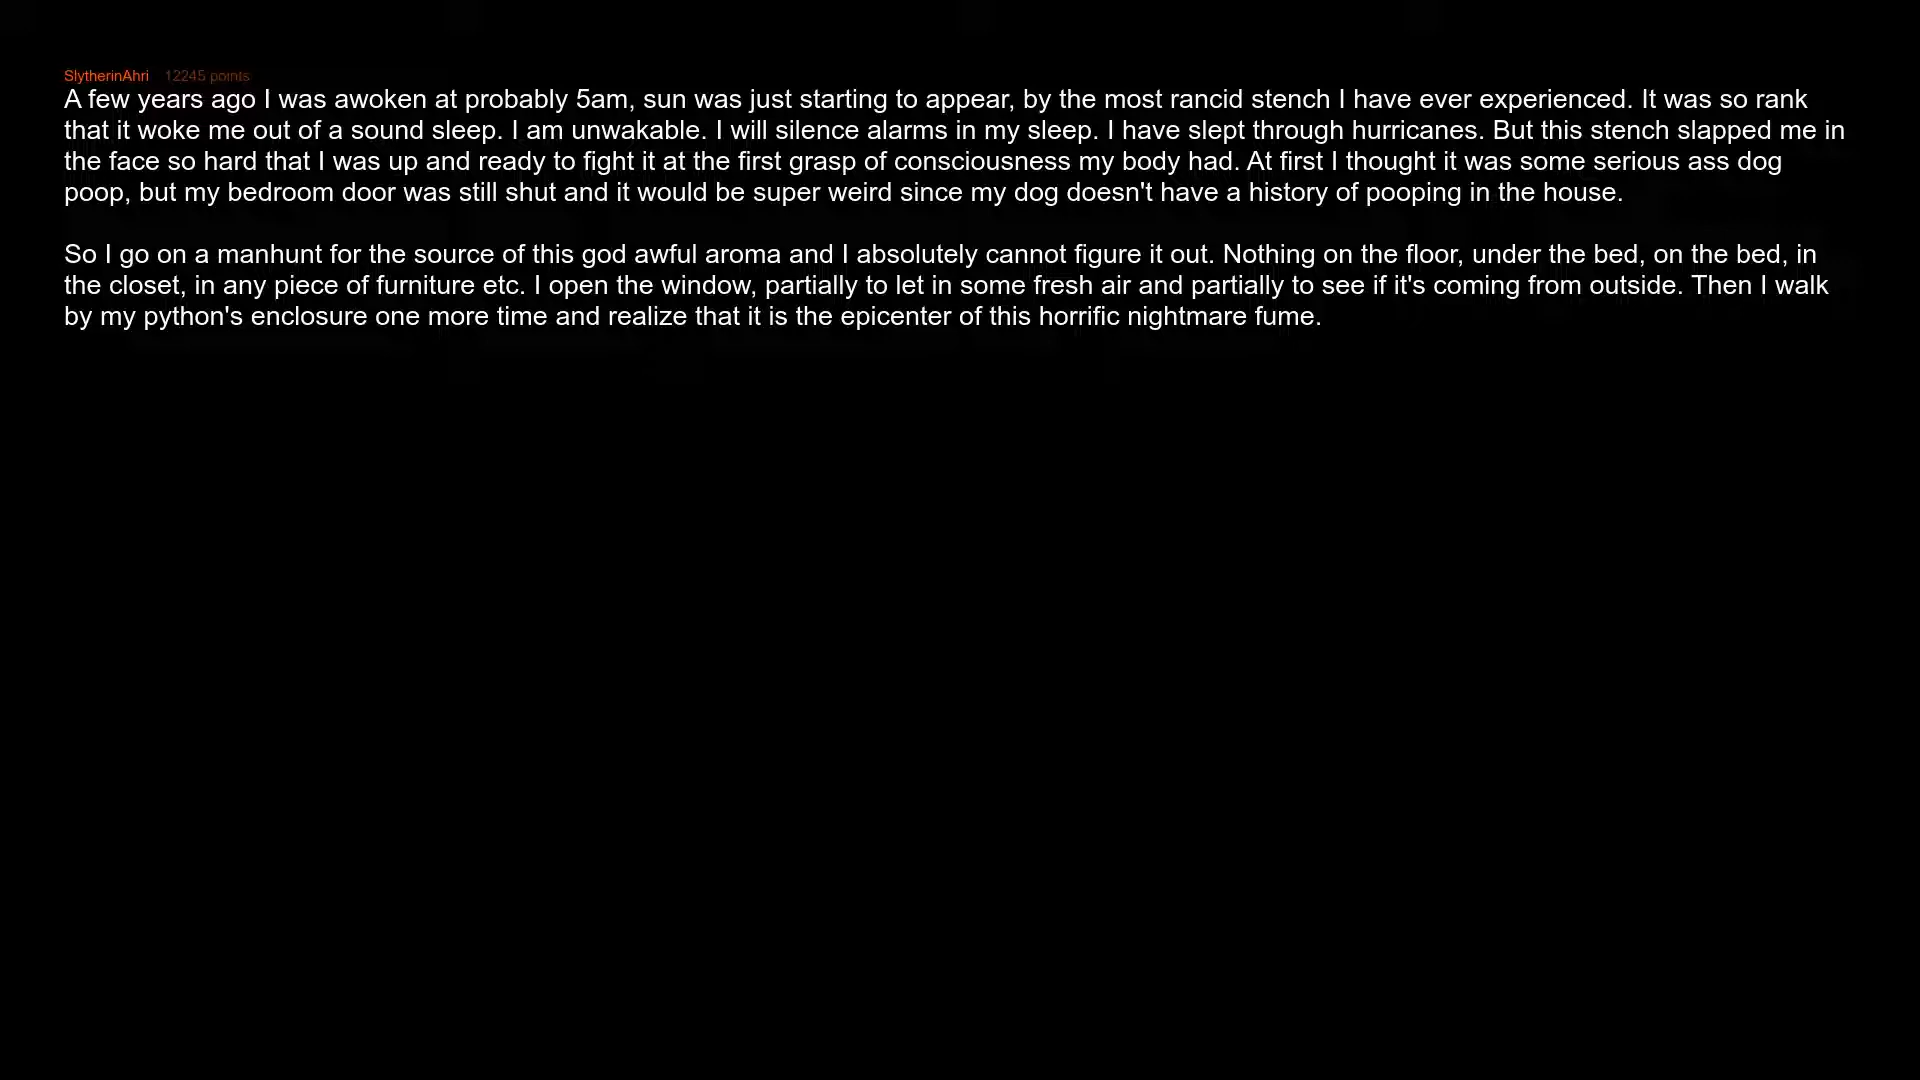 SlytherinAhri 12245 points
A few years ago I was awoken at probably 5am, sun was just starting to appear, by the most rancid stench I have ever experienced. It was so rank
that it woke me out of a sound sleep. I am unwakable. I will silence alarms in my sleep. I have slept through hurricanes. But this stench slapped me in
the face so hard that I was up and ready to fight it at the first grasp of consciousness my body had. At first I thought it was some serious ass dog
poop, but my bedroom door was still shut and it would be super weird since my dog doesn't have a history of pooping in the house.
So I go on a manhunt for the source of this god awful aroma and I absolutely cannot figure it out. Nothing on the floor, under the bed, on the bed, in
the closet, in any piece of furniture etc. I open the window, partially to let in some fresh air and partially to see if it's coming from outside. Then I walk
by my python's enclosure one more time and realize that it is the epicenter of this horrific nightmare fume.